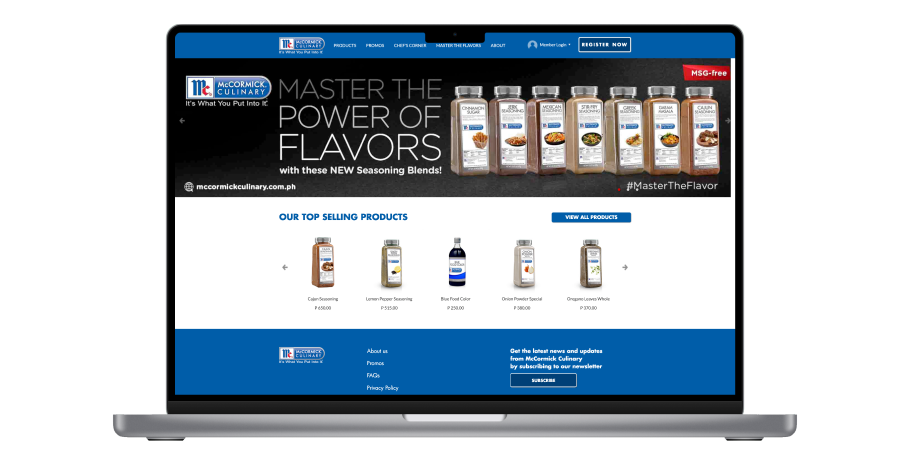 McCORMICK
CULINARY
It's What You Put Into It.
PRODUCTS
PROMOS
CHEF'S CORNER
MASTER THE FLAVORS
ABOUT
Member Login
REGISTER NOW
McCORMICK
CULINARY
It's What You Put Into It.
MASTER THE
POWER OF
FLAVORS
with these NEW Seasoning Blends!
mccormickculinary.com.ph
MSG-free
CINNAMON
SUGAR
JERK
SEASONING
MEXICAN
SEASONING
STIR-FRY
SEASONING
GREEK
SEASONING
GARAM
MASALA
CAJUN
SEASONING
#MasterTheFlavor
OUR TOP SELLING PRODUCTS
VIEW ALL PRODUCTS
Cajun Seasoning
P 650.00
Lemon Pepper Seasoning
P 515.00
Blue Food Color
P 250.00
Onion Powder Special
P 380.00
Oregano Leaves Whole
P 370.00
McCORMICK
CULINARY
It's What You Put Into It.
About us
Promos
FAQs
Privacy Policy
Get the latest news and updates
from McCormick Culinary
by subscribing to our newsletter
SUBSCRIBE